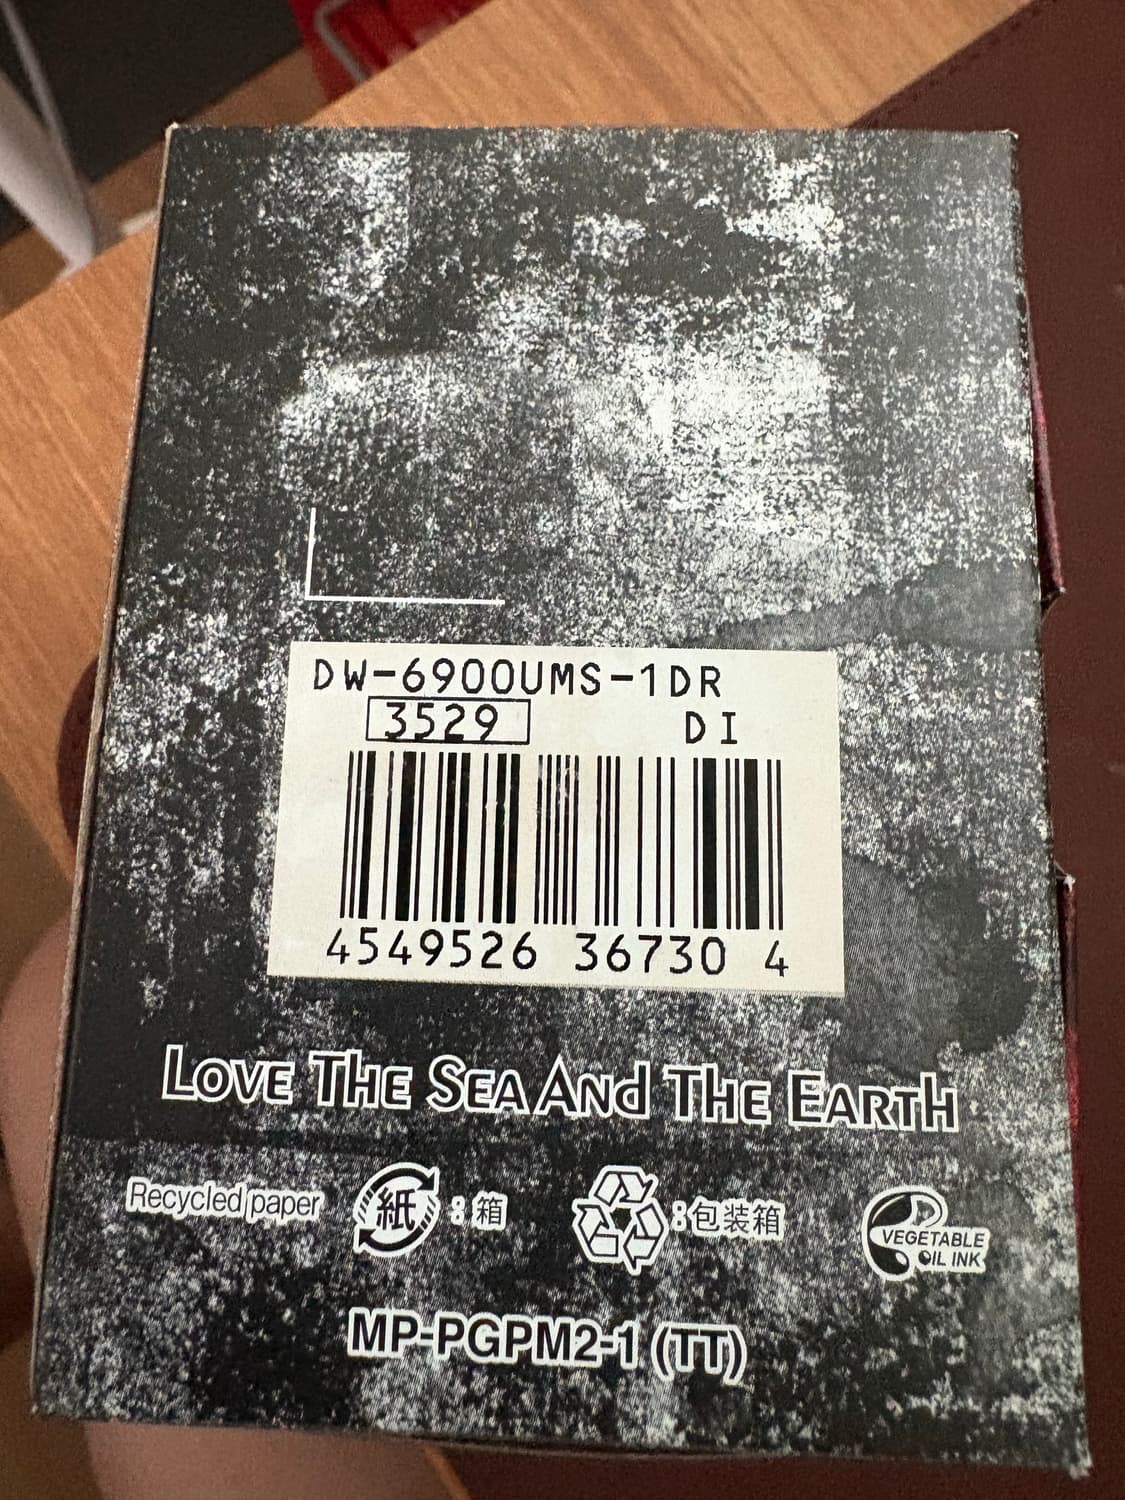 DW-6900UMS-1DR
3529 DI
4549526 36730 4
LOVE THE SEA AND THE EARTH
Recycled paper 紙:箱 :包装箱 VEGETABLE OIL INK
MP-PGPM2-1 (TT)